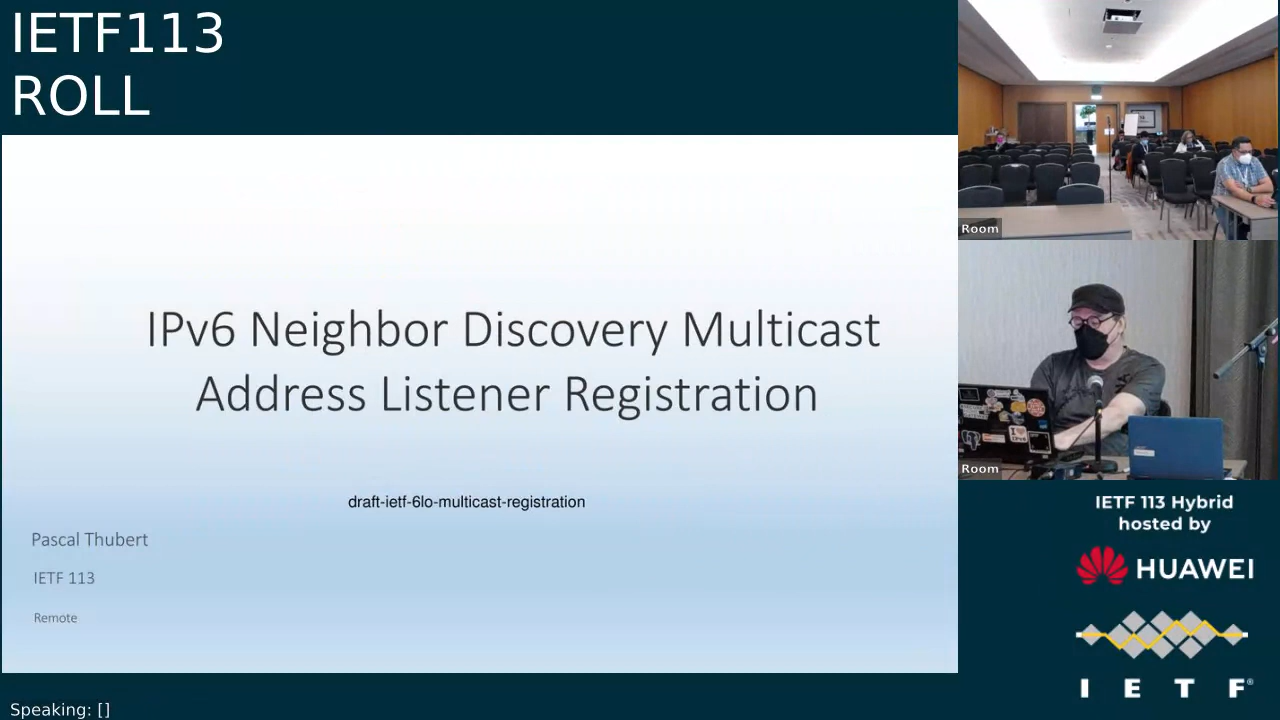 IETF113
ROLL
IPv6 Neighbor Discovery Multicast
Address Listener Registration
draft-ietf-6lo-multicast-registration
Pascal Thubert
IETF 113
Remote
Speaking: []
Room
Room
IETF 113 Hybrid
hosted by
HUAWEI
I E T F®